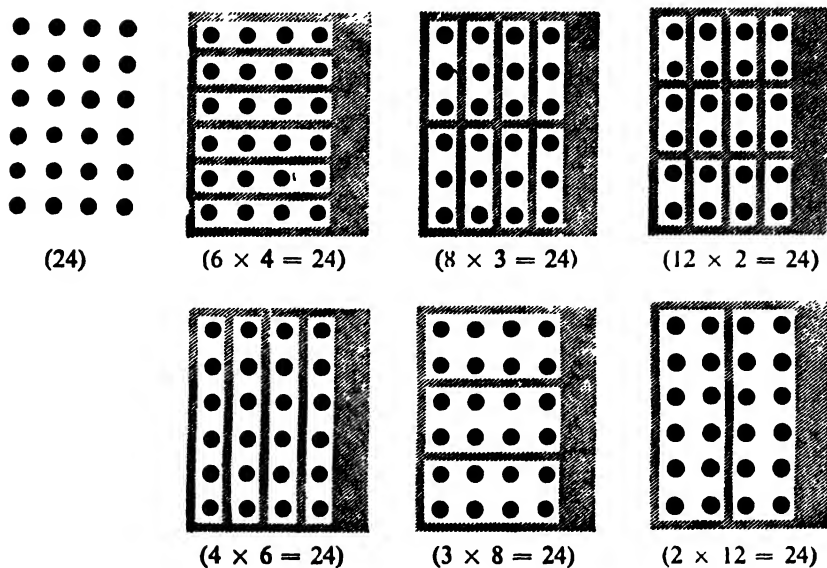 (24) (6 × 4 = 24) (8 × 3 = 24) (12 × 2 = 24)
(4 × 6 = 24) (3 × 8 = 24) (2 × 12 = 24)